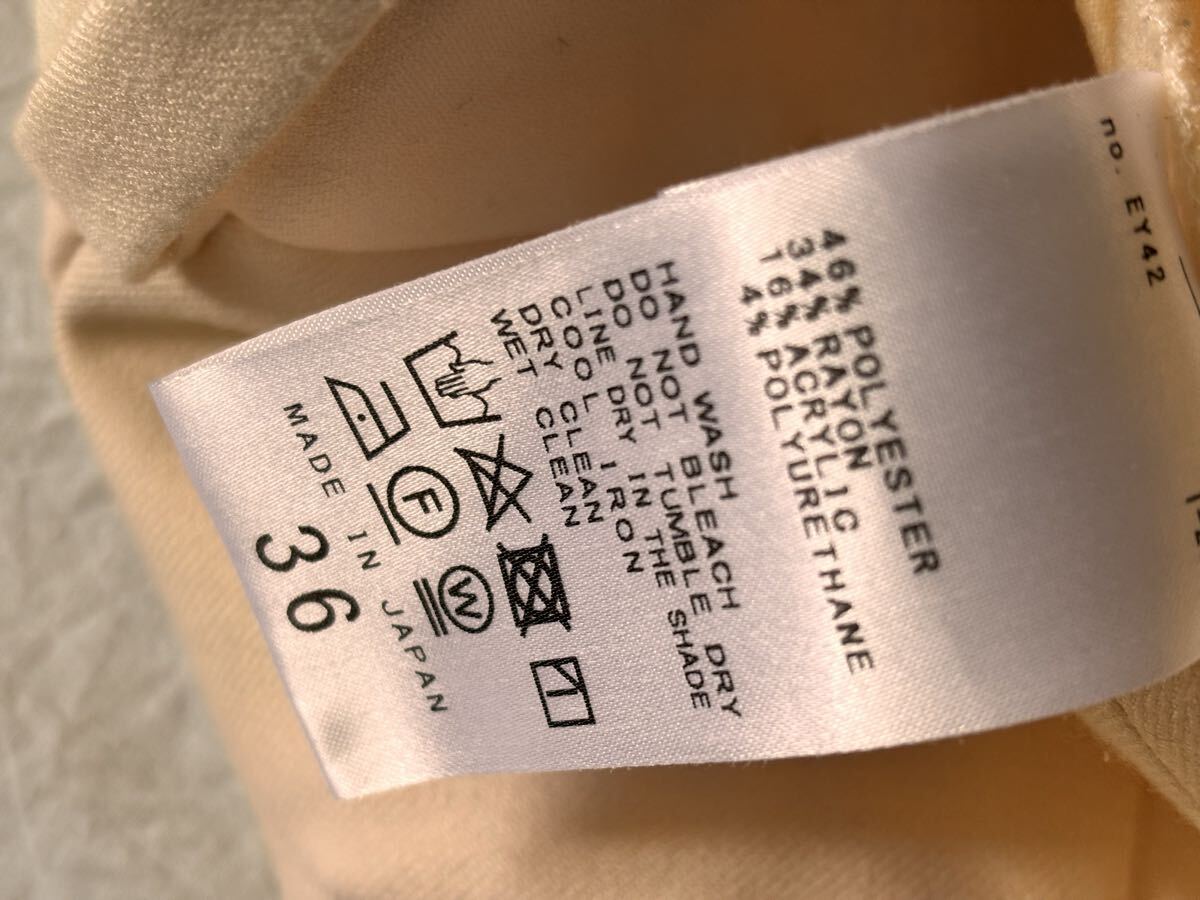 no. EY42
46% POLYESTER
34% RAYON
16% ACRYLIC
4% POLYURETHANE
HAND WASH
DO NOT BLEACH
DO NOT TUMBLE DRY
LINE DRY IN THE SHADE
COOL IRON
DRY CLEAN
WET CLEAN
F
W
MADE IN JAPAN
36